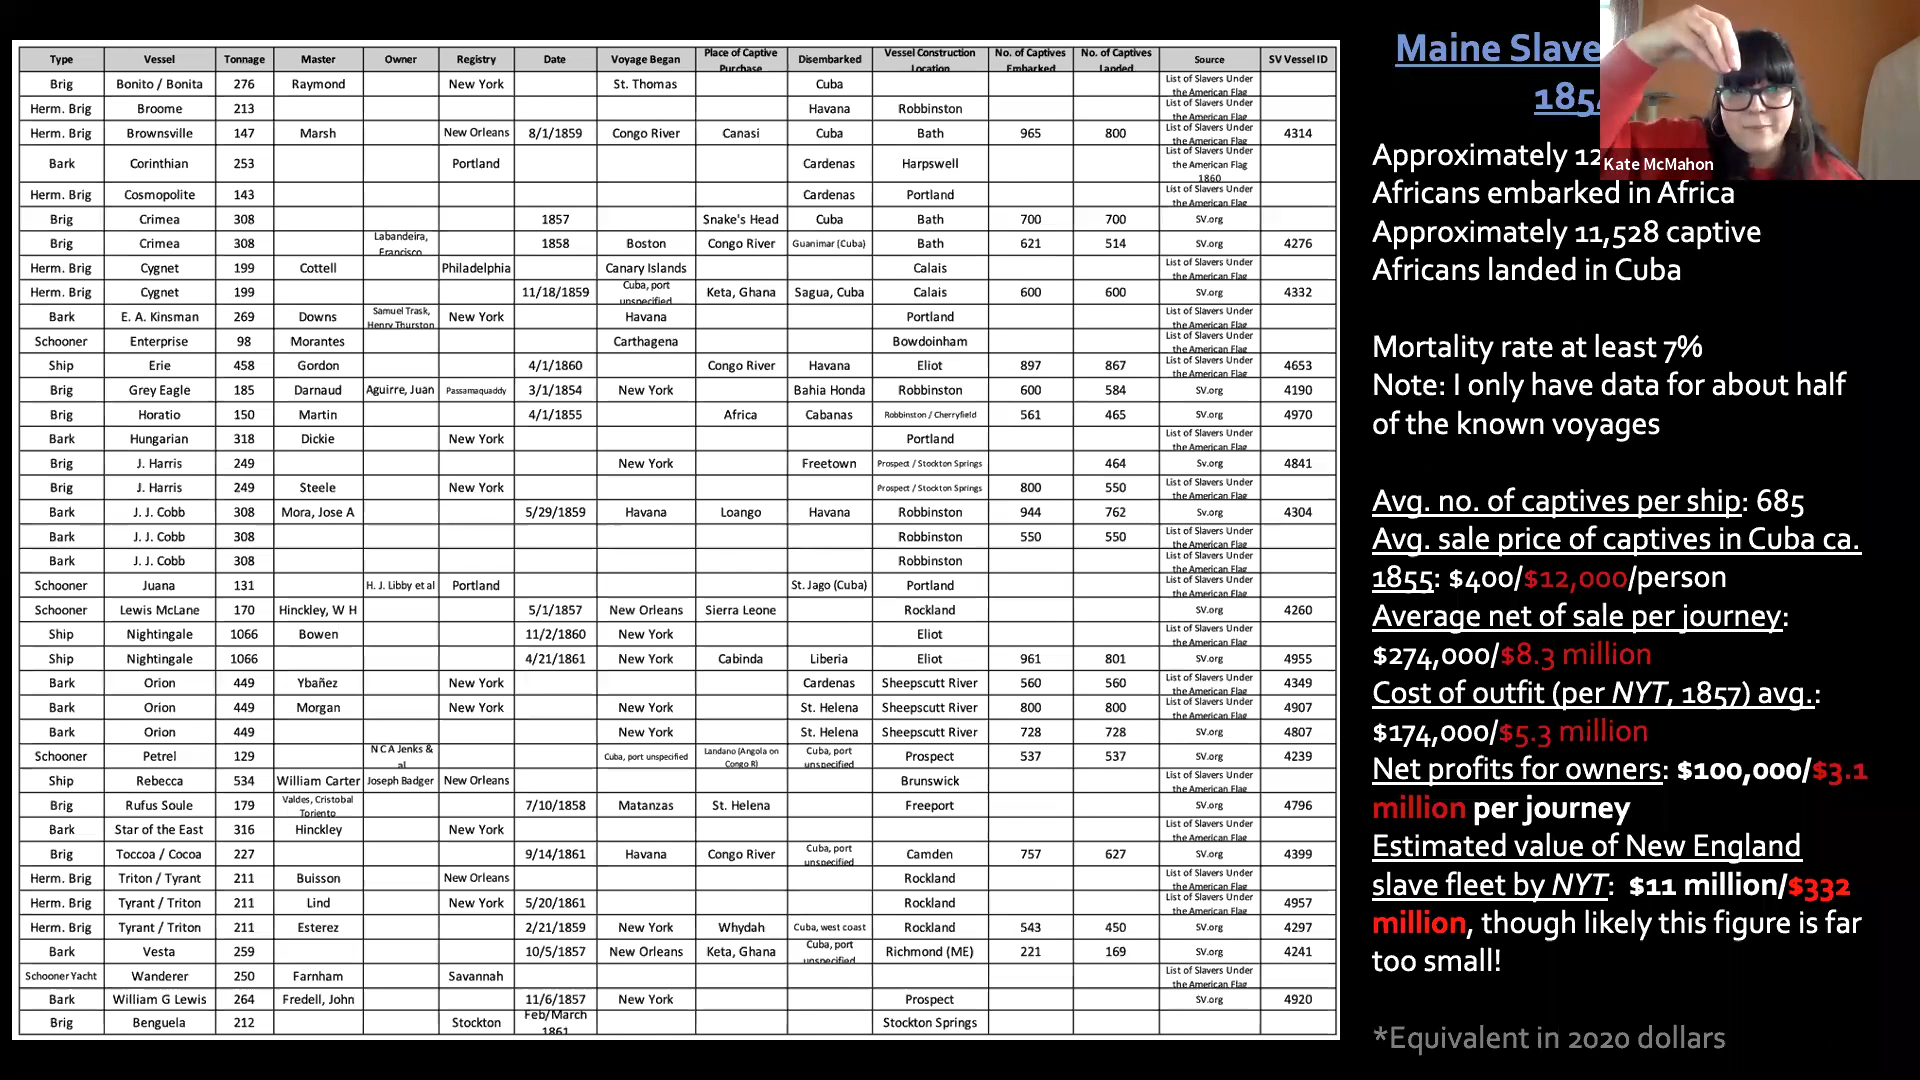 Type Vessel Tonnage Master Owner Registry Date Voyage Began Place of Captive Purchase Disembarked Vessel Construction Location No. of Captives Embarked No. of Captives Landed Source SV Vessel ID
Brig Bonito / Bonita 276 Raymond New York St. Thomas Cuba List of Slavers Under the American Flag
Herm. Brig Broome 213 Havana Robbinston List of Slavers Under the American Flag
Herm. Brig Brownsville 147 Marsh New Orleans 8/1/1859 Congo River Canasi Cuba Bath 965 800 List of Slavers Under the American Flag 4314
Bark Corinthian 253 Portland Cardenas Harpswell List of Slavers Under the American Flag 1860
Herm. Brig Cosmopolite 143 Cardenas Portland List of Slavers Under the American Flag
Brig Crimea 308 1857 Snake's Head Cuba Bath 700 700 SV.org
Brig Crimea 308 Labandeira, Francisco 1858 Boston Congo River Guanimar (Cuba) Bath 621 514 SV.org 4276
Herm. Brig Cygnet 199 Cottell Philadelphia Canary Islands Calais List of Slavers Under the American Flag
Herm. Brig Cygnet 199 11/18/1859 Cuba, port unspecified Keta, Ghana Sagua, Cuba Calais 600 600 SV.org 4332
Bark E. A. Kinsman 269 Downs Samuel Trask, Henry Thurston New York Havana Portland List of Slavers Under the American Flag
Schooner Enterprise 98 Morantes Carthagena Bowdoinham List of Slavers Under the American Flag
Ship Erie 458 Gordon 4/1/1860 Congo River Havana Eliot 897 867 List of Slavers Under the American Flag 4653
Brig Grey Eagle 185 Darnaud Aguirre, Juan Passamaquaddy 3/1/1854 New York Bahia Honda Robbinston 600 584 SV.org 4190
Brig Horatio 150 Martin 4/1/1855 Africa Cabanas Robbinston / Cherryfield 561 465 SV.org 4970
Bark Hungarian 318 Dickie New York Portland List of Slavers Under the American Flag
Brig J. Harris 249 New York Freetown Prospect / Stockton Springs 464 Sv.org 4841
Brig J. Harris 249 Steele New York Prospect / Stockton Springs 800 550 List of Slavers Under the American Flag
Bark J. J. Cobb 308 Mora, Jose A 5/29/1859 Havana Loango Havana Robbinston 944 762 Sv.org 4304
Bark J. J. Cobb 308 Robbinston 550 550 List of Slavers Under the American Flag
Bark J. J. Cobb 308 Robbinston List of Slavers Under the American Flag
Schooner Juana 131 H. J. Libby et al Portland St. Jago (Cuba) Portland List of Slavers Under the American Flag
Schooner Lewis McLane 170 Hinckley, W H 5/1/1857 New Orleans Sierra Leone Rockland SV.org 4260
Ship Nightingale 1066 Bowen 11/2/1860 New York Eliot List of Slavers Under the American Flag
Ship Nightingale 1066 4/21/1861 New York Cabinda Liberia Eliot 961 801 SV.org 4955
Bark Orion 449 Ybañez New York Cardenas Sheepscutt River 560 560 List of Slavers Under the American Flag 4349
Bark Orion 449 Morgan New York New York St. Helena Sheepscutt River 800 800 List of Slavers Under the American Flag 4907
Bark Orion 449 New York St. Helena Sheepscutt River 728 728 SV.org 4807
Schooner Petrel 129 N C A Jenks & al Cuba, port unspecified Landano (Angola on Congo R) Cuba, port unspecified Prospect 537 537 SV.org 4239
Ship Rebecca 534 William Carter Joseph Badger New Orleans Brunswick List of Slavers Under the American Flag
Brig Rufus Soule 179 Valdes, Cristobal Toriento 7/10/1858 Matanzas St. Helena Freeport SV.org 4796
Bark Star of the East 316 Hinckley New York List of Slavers Under the American Flag
Brig Toccoa / Cocoa 227 9/14/1861 Havana Congo River Cuba, port unspecified Camden 757 627 SV.org 4399
Herm. Brig Triton / Tyrant 211 Buisson New Orleans Rockland List of Slavers Under the American Flag
Herm. Brig Tyrant / Triton 211 Lind New York 5/20/1861 Rockland List of Slavers Under the American Flag 4957
Herm. Brig Tyrant / Triton 211 Esterez 2/21/1859 New York Whydah Cuba, west coast Rockland 543 450 SV.org 4297
Bark Vesta 259 10/5/1857 New Orleans Keta, Ghana Cuba, port unspecified Richmond (ME) 221 169 SV.org 4241
Schooner Yacht Wanderer 250 Farnham Savannah List of Slavers Under the American Flag
Bark William G Lewis 264 Fredell, John 11/6/1857 New York Prospect SV.org 4920
Brig Benguela 212 Stockton Feb/March 1861 Stockton Springs
Maine Slave
185
Kate McMahon
Approximately 12
Africans embarked in Africa
Approximately 11,528 captive
Africans landed in Cuba
Mortality rate at least 7%
Note: I only have data for about half
of the known voyages
Avg. no. of captives per ship: 685
Avg. sale price of captives in Cuba ca.
1855: $400/$12,000/person
Average net of sale per journey:
$274,000/$8.3 million
Cost of outfit (per NYT, 1857) avg.:
$174,000/$5.3 million
Net profits for owners: $100,000/$3.1
million per journey
Estimated value of New England
slave fleet by NYT: $11 million/$332
million, though likely this figure is far
too small!
*Equivalent in 2020 dollars